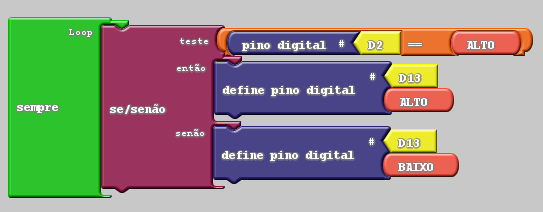 Loop
sempre
se/senão
teste
pino digital # D2 == ALTO
então
define pino digital # D13
ALTO
senão
define pino digital # D13
BAIXO